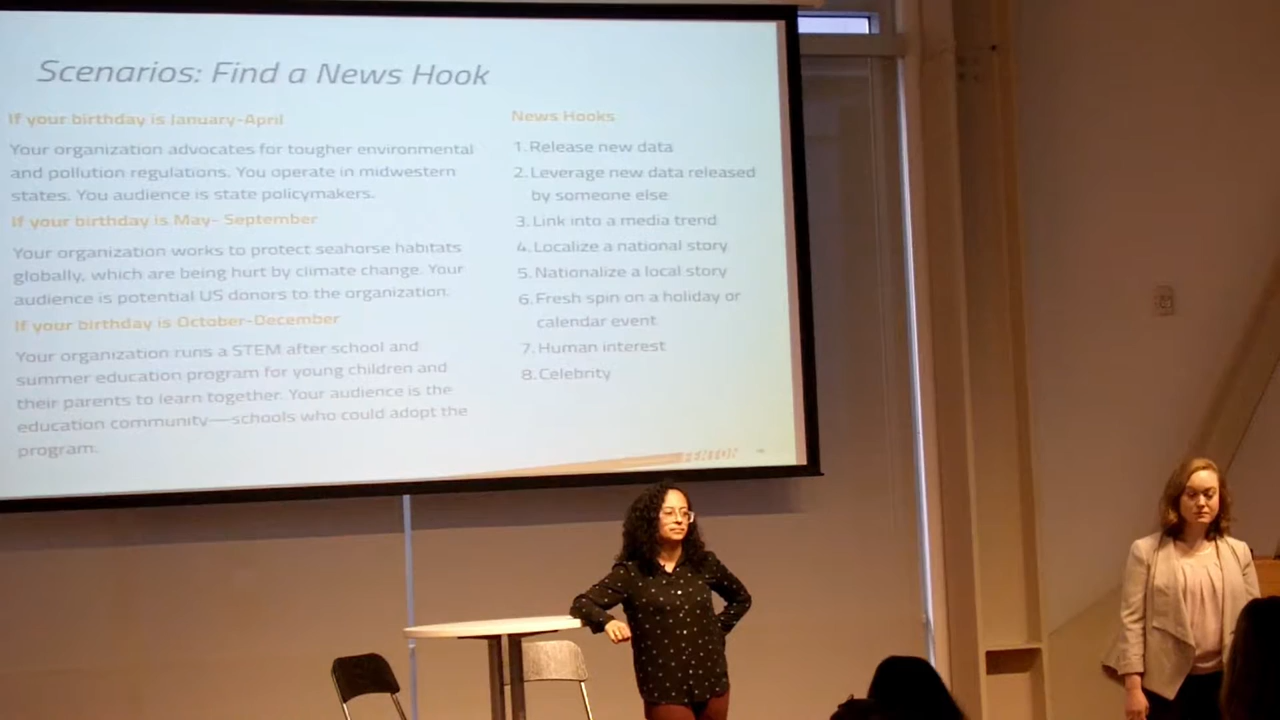 Scenarios: Find a News Hook
If your birthday is January-April
Your organization advocates for tougher environmental
and pollution regulations. You operate in midwestern
states. You audience is state policymakers.
If your birthday is May- September
Your organization works to protect seahorse habitats
globally, which are being hurt by climate change. Your
audience is potential US donors to the organization.
If your birthday is October-December
Your organization runs a STEM after school and
summer education program for young children and
their parents to learn together. Your audience is the
education community—schools who could adopt the
program.
News Hooks
1. Release new data
2. Leverage new data released
by someone else
3. Link into a media trend
4. Localize a national story
5. Nationalize a local story
6. Fresh spin on a holiday or
calendar event
7. Human interest
8. Celebrity
FENTON